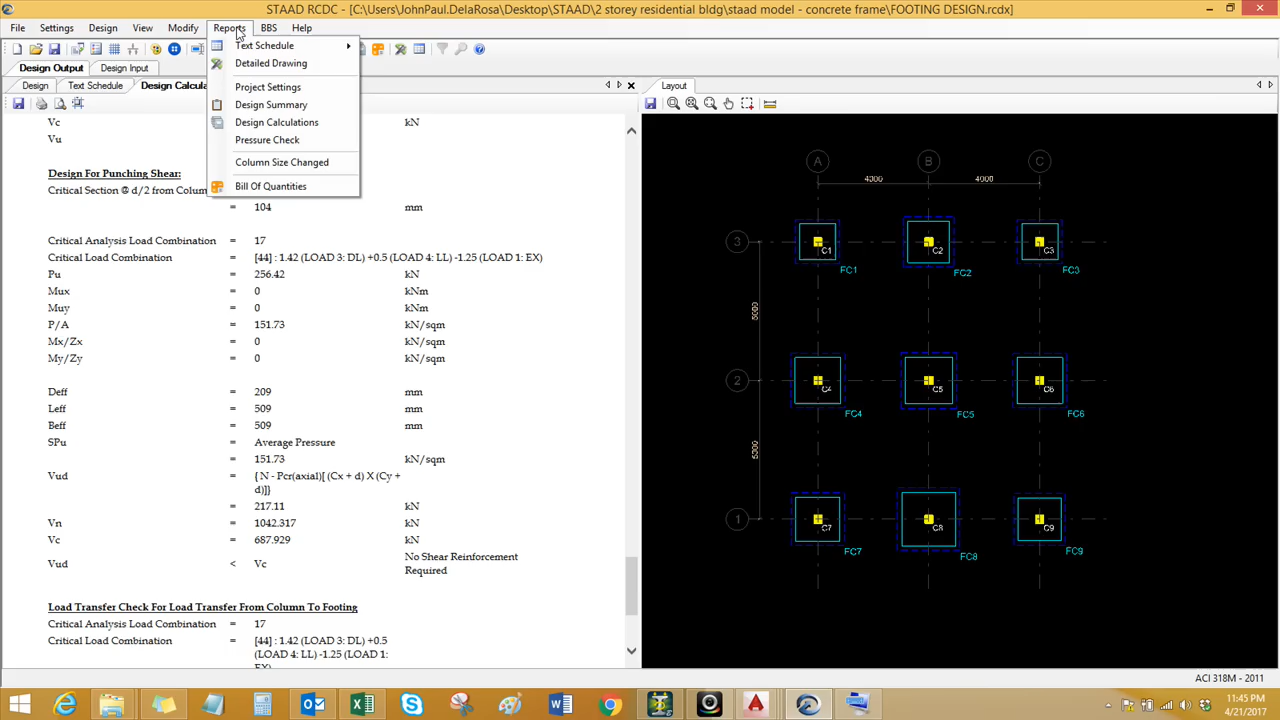 STAAD RCDC - [C:\Users\JohnPaul.DelaRosa\Desktop\STAAD\2 storey residential bldg\staad model - concrete frame\FOOTING DESIGN.rcdx]
File Settings Design View Modify Reports BBS Help
Text Schedule
Detailed Drawing
Project Settings
Design Summary
Design Calculations
Pressure Check
Column Size Changed
Bill Of Quantities
Design Output Design Input
Design Text Schedule Design Calcula
Layout
Vc kN
Vu
Design For Punching Shear:
Critical Section @ d/2 from Colum
= 104 mm
Critical Analysis Load Combination = 17
Critical Load Combination = [44] : 1.42 (LOAD 3: DL) +0.5 (LOAD 4: LL) -1.25 (LOAD 1: EX)
Pu = 256.42 kN
Mux = 0 kNm
Muy = 0 kNm
P/A = 151.73 kN/sqm
Mx/Zx = 0 kN/sqm
My/Zy = 0 kN/sqm
Deff = 209 mm
Leff = 509 mm
Beff = 509 mm
SPu = Average Pressure
= 151.73 kN/sqm
Vud = { N - Pcr(axial)[ (Cx + d) X (Cy +
d)]}
= 217.11 kN
Vn = 1042.317 kN
Vc = 687.929 kN
Vud < Vc No Shear Reinforcement
Required
Load Transfer Check For Load Transfer From Column To Footing
Critical Analysis Load Combination = 17
Critical Load Combination = [44] : 1.42 (LOAD 3: DL) +0.5
(LOAD 4: LL) -1.25 (LOAD 1:
EX)
A B C
4000
3 C1 C2 C3
FC1 FC2 FC3
5000
2 C4 C5 C6
FC4 FC5 FC6
1 C7 C8 C9
FC7 FC8 FC9
ACI 318M - 2011
11:45 PM
4/21/2017